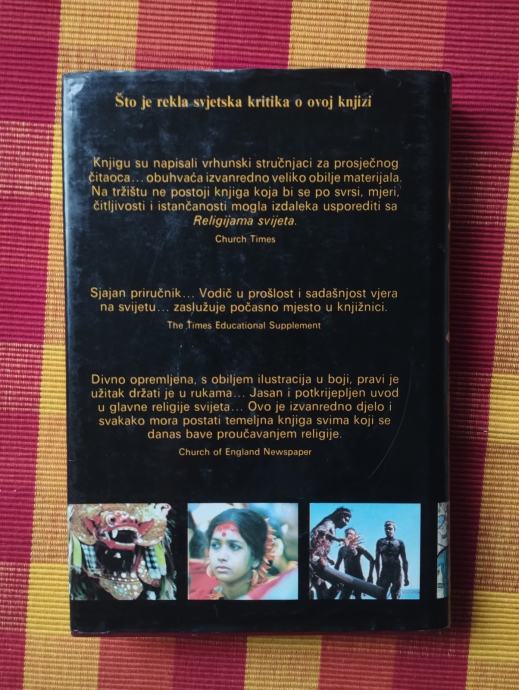 Što je rekla svjetska kritika o ovoj knjizi
Knjigu su napisali vrhunski stručnjaci za prosječnog
čitaoca... obuhvaća izvanredno veliko obilje materijala.
Na tržištu ne postoji knjiga koja bi se po svrsi, mjeri,
čitljivosti i istančanosti mogla izdaleka usporediti sa
Religijama svijeta.
Church Times
Sjajan priručnik... Vodič u prošlost i sadašnjost vjera
na svijetu... zaslužuje počasno mjesto u knjižnici.
The Times Educational Supplement
Divno opremljena, s obiljem ilustracija u boji, pravi je
užitak držati je u rukama... Jasan i potkrijepljen uvod
u glavne religije svijeta... Ovo je izvanredno djelo i
svakako mora postati temeljna knjiga svima koji se
danas bave proučavanjem religije.
Church of England Newspaper